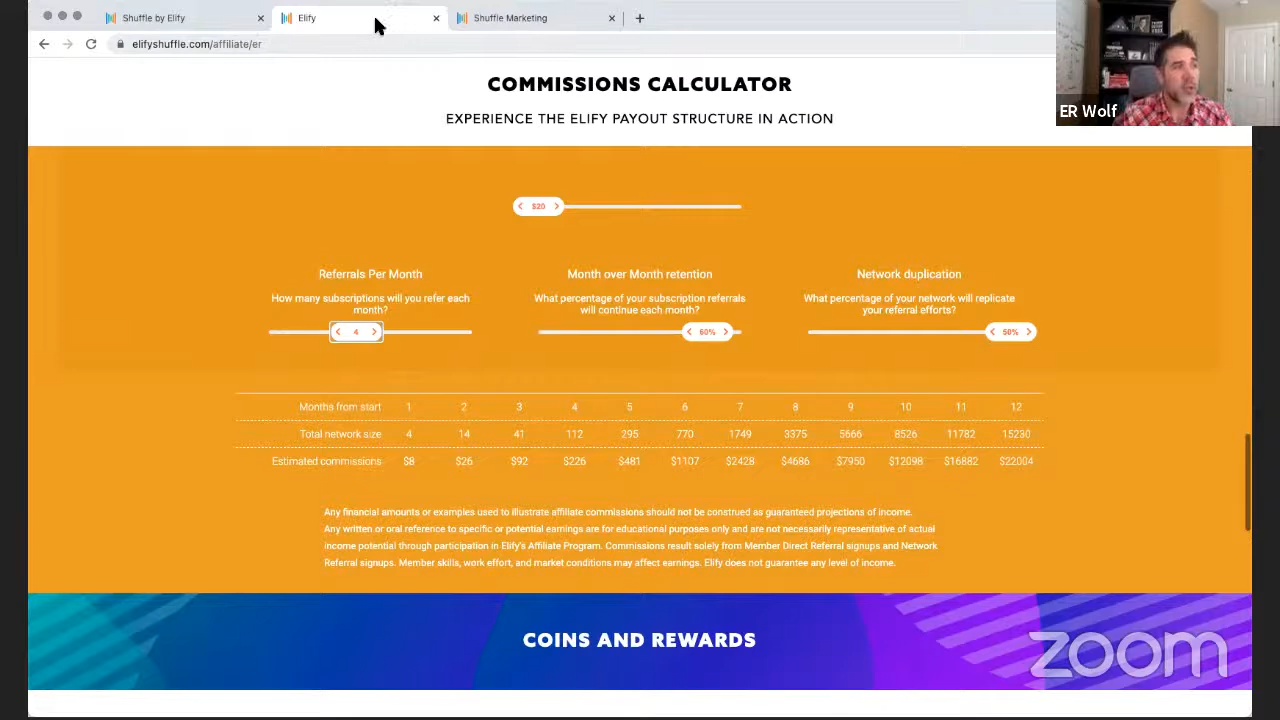 Shuffle by Elify
Elify
Shuffle Marketing
elifyshuffle.com/affiliate/er
ER Wolf
COMMISSIONS CALCULATOR
EXPERIENCE THE ELIFY PAYOUT STRUCTURE IN ACTION
$20
Referrals Per Month
How many subscriptions will you refer each
month?
4
Month over Month retention
What percentage of your subscription referrals
will continue each month?
60%
Network duplication
What percentage of your network will replicate
your referral efforts?
50%
Months from start 1 2 3 4 5 6 7 8 9 10 11 12
Total network size 4 14 41 112 295 770 1749 3375 5666 8526 11782 15230
Estimated commissions $8 $26 $92 $226 $481 $1107 $2428 $4686 $7950 $12098 $16882 $22004
Any financial amounts or examples used to illustrate affiliate commissions should not be construed as guaranteed projections of income.
Any written or oral reference to specific or potential earnings are for educational purposes only and are not necessarily representative of actual
income potential through participation in Elify's Affiliate Program. Commissions result solely from Member Direct Referral signups and Network
Referral signups. Member skills, work effort, and market conditions may affect earnings. Elify does not guarantee any level of income.
COINS AND REWARDS
zoom